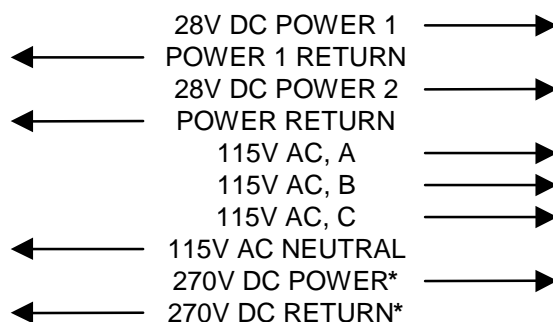 28V DC POWER 1
POWER 1 RETURN
28V DC POWER 2
POWER RETURN
115V AC, A
115V AC, B
115V AC, C
115V AC NEUTRAL
270V DC POWER*
270V DC RETURN*